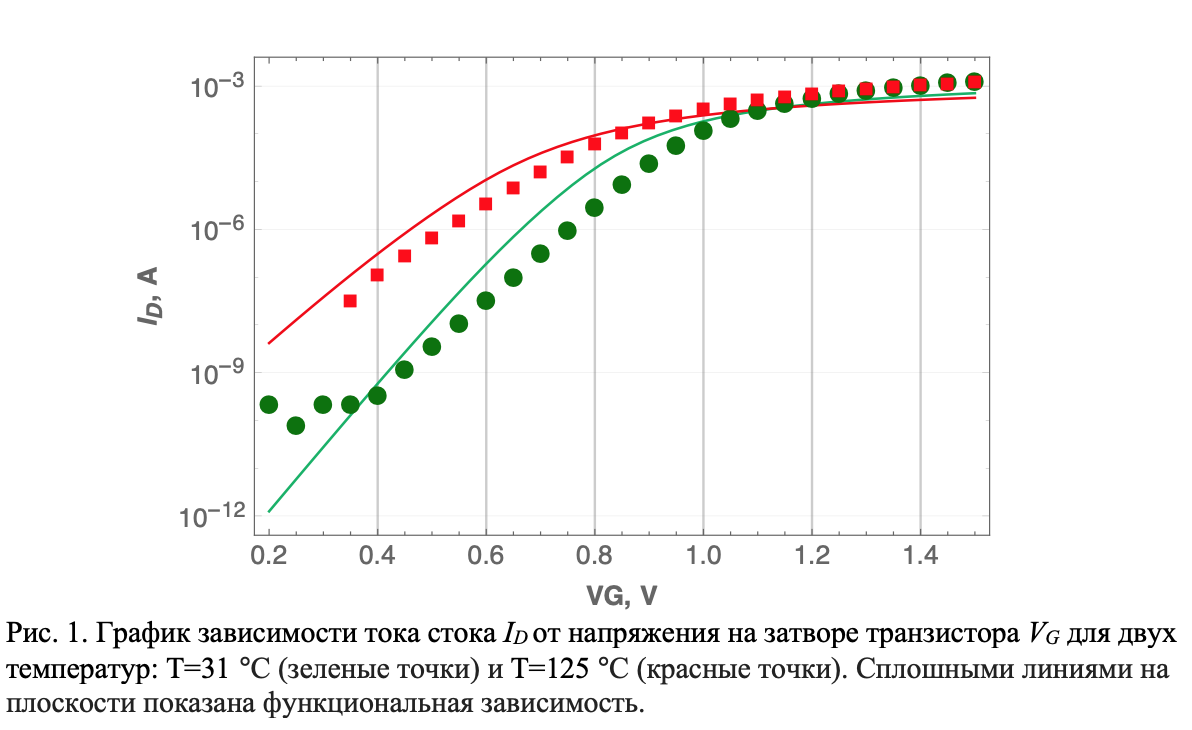 10⁻³
10⁻⁶
10⁻⁹
10⁻¹²
I_D, A
0.2 0.4 0.6 0.8 1.0 1.2 1.4
VG, V
Рис. 1. График зависимости тока стока I_D от напряжения на затворе транзистора V_G для двух
температур: T=31 °C (зеленые точки) и T=125 °C (красные точки). Сплошными линиями на
плоскости показана функциональная зависимость.